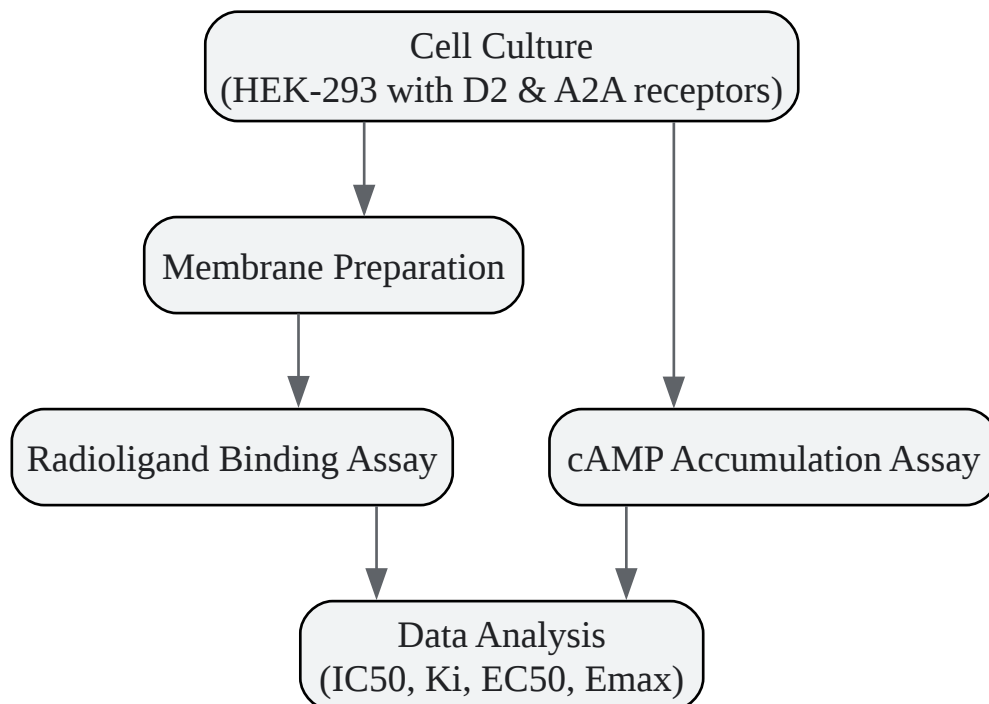 Cell Culture
(HEK-293 with D2 & A2A receptors)
Membrane Preparation
Radioligand Binding Assay
cAMP Accumulation Assay
Data Analysis
(IC50, Ki, EC50, Emax)